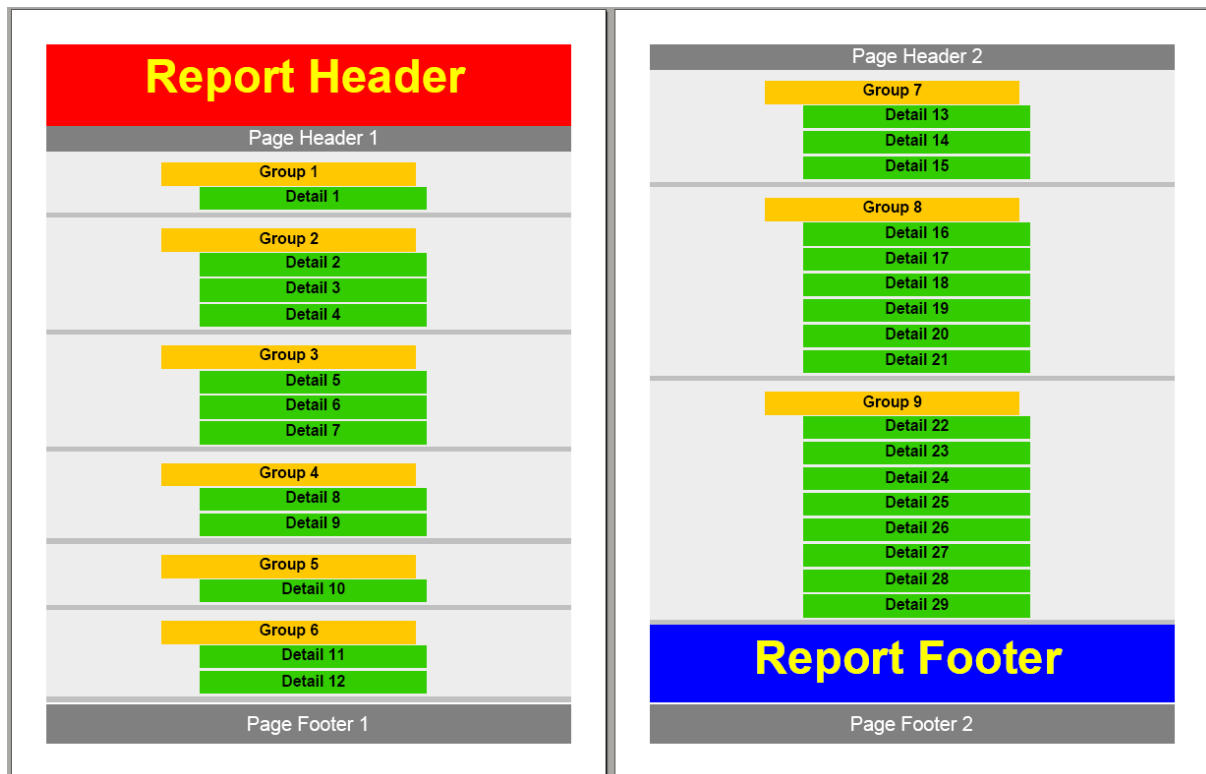 Report Header
Page Header 1
Group 1
Detail 1
Group 2
Detail 2
Detail 3
Detail 4
Group 3
Detail 5
Detail 6
Detail 7
Group 4
Detail 8
Detail 9
Group 5
Detail 10
Group 6
Detail 11
Detail 12
Page Footer 1
Page Header 2
Group 7
Detail 13
Detail 14
Detail 15
Group 8
Detail 16
Detail 17
Detail 18
Detail 19
Detail 20
Detail 21
Group 9
Detail 22
Detail 23
Detail 24
Detail 25
Detail 26
Detail 27
Detail 28
Detail 29
Report Footer
Page Footer 2